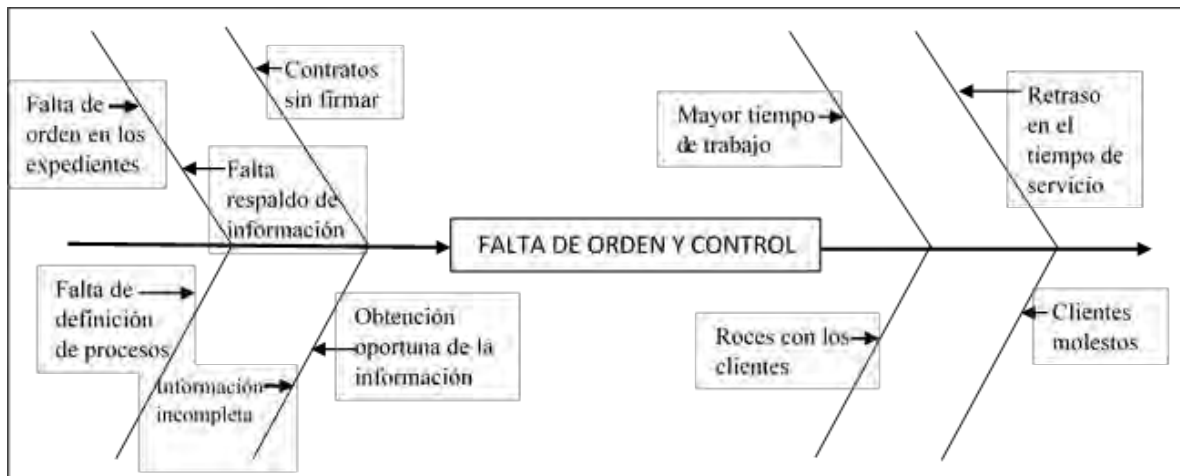 Contratos
sin firmar
Falta de
orden en los
expedientes
Falta
respaldo de
información
Mayor tiempo
de trabajo
Retraso
en el
tiempo de
servicio
FALTA DE ORDEN Y CONTROL
Falta de
definición
de procesos
Obtención
oportuna de la
información
Información
incompleta
Roces con los
clientes
Clientes
molestos